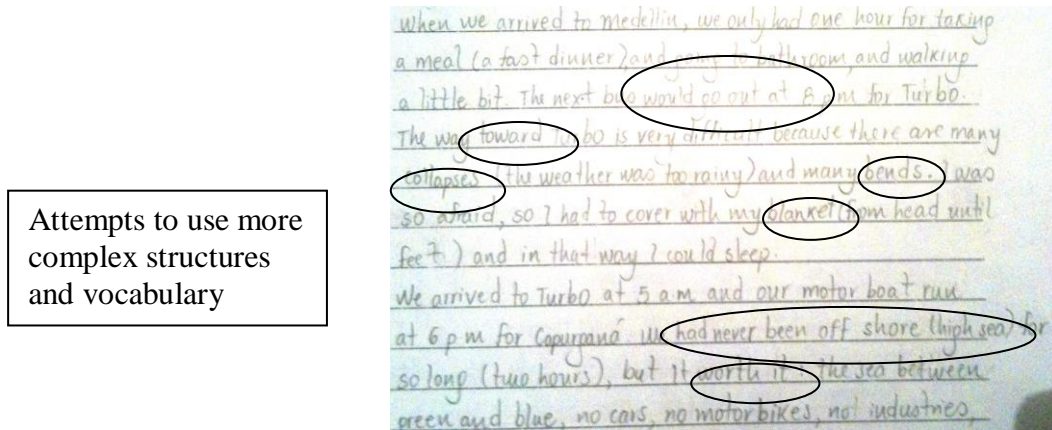 Attempts to use more
complex structures
and vocabulary
when we arrived to medellin, we only had one hour for taking
a meal (a fast dinner), and going to bathroom, and walking
a little bit. The next bus would go out at 8 pm for Turbo.
The way toward Turbo is very difficult because there are many
collapses (the weather was too rainy) and many bends. I was
so afraid, so I had to cover with my blanket (from head until
feet) and in that way I could sleep.
We arrived to Turbo at 5 am and our motor boat run
at 6 pm for Capurganá we had never been off shore (high sea) for
so long (two hours), but it worth it: the sea between
green and blue, no cars, no motorbikes, not industries,